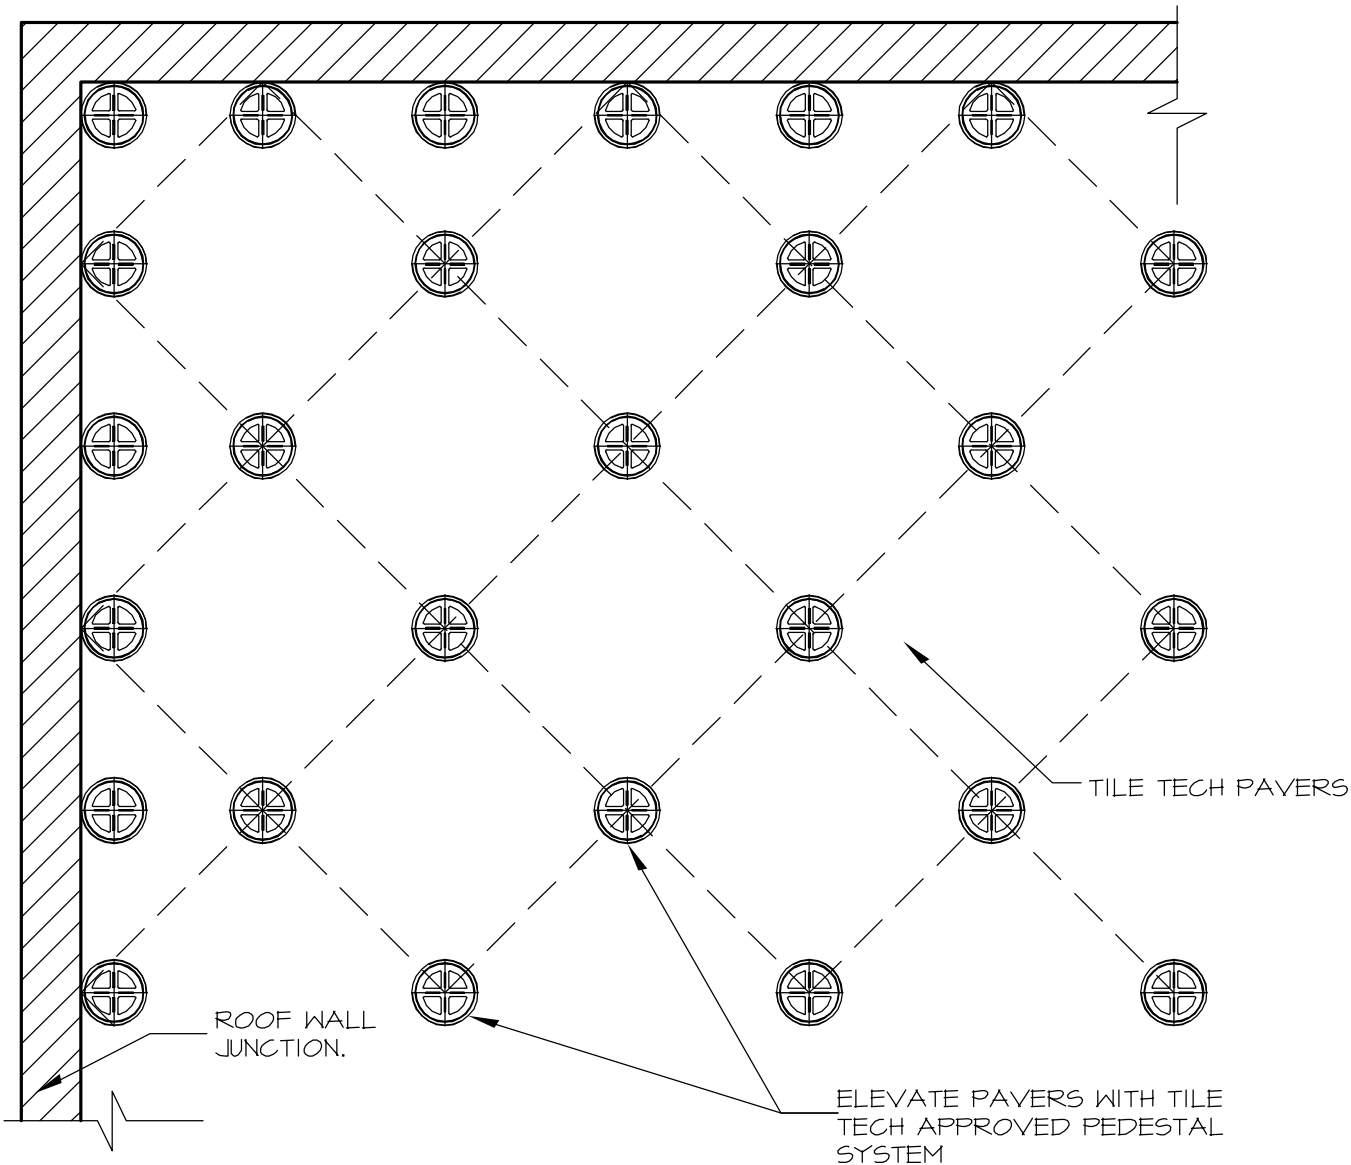 TILE TECH PAVERS
ROOF WALL
JUNCTION.
ELEVATE PAVERS WITH TILE
TECH APPROVED PEDESTAL
SYSTEM